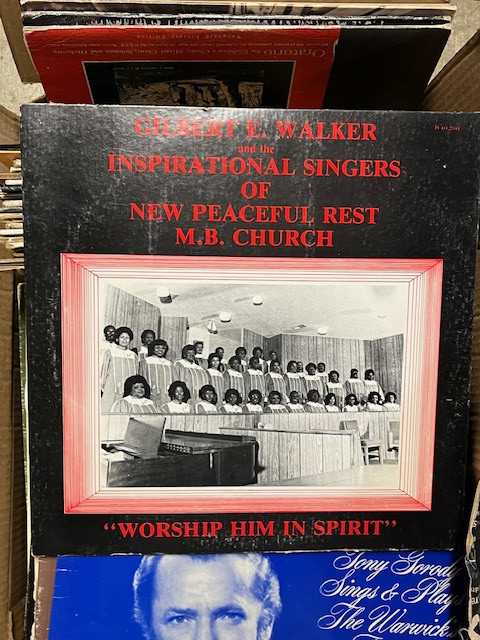 Oratorio
GILBERT E. WALKER
and the
INSPIRATIONAL SINGERS
OF
NEW PEACEFUL REST
M.B. CHURCH
"WORSHIP HIM IN SPIRIT"
Tony
Sings & Plays
The Warwick